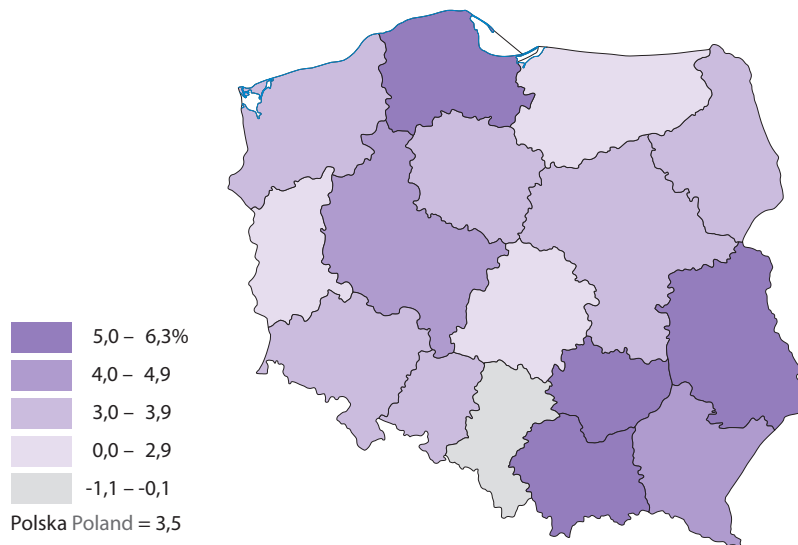 5,0 – 6,3%
4,0 – 4,9
3,0 – 3,9
0,0 – 2,9
-1,1 – -0,1
Polska Poland = 3,5